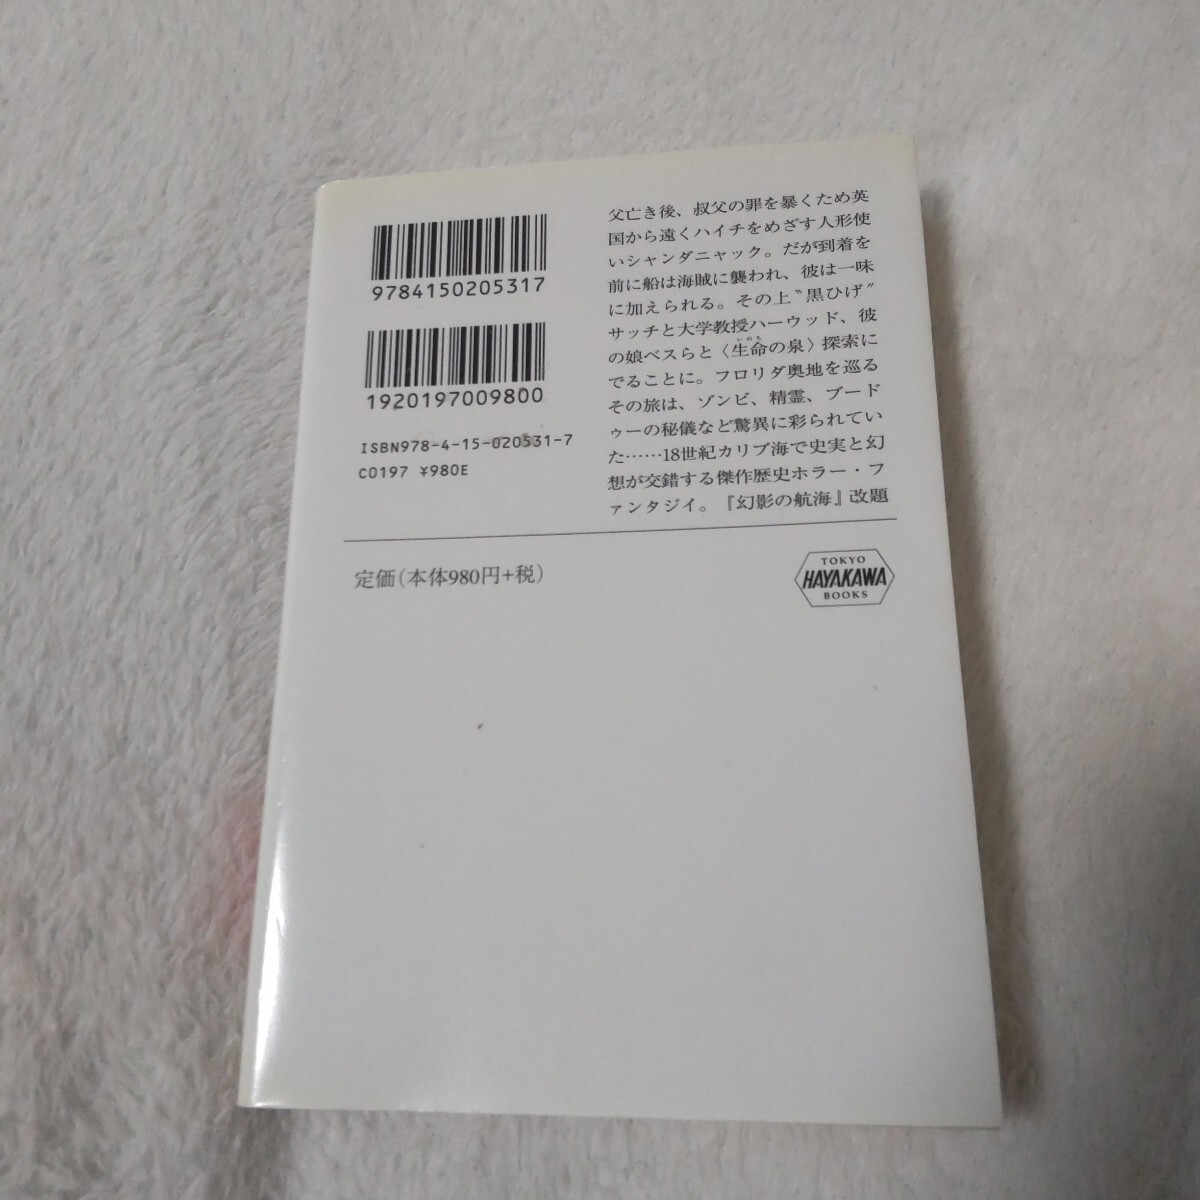 9784150205317
1920197009800
ISBN978-4-15-020531-7
C0197 ¥980E
父亡き後、叔父の罪を暴くため英
国から遠くハイチをめざす人形使
いシャンダニャック。だが到着を
前に船は海賊に襲われ、彼は一味
に加えられる。その上〝黒ひげ〟
サッチと大学教授ハーウッド、彼
の娘ベスらと〈生命の泉〉探索に
いのち
でることに。フロリダ奥地を巡る
その旅は、ゾンビ、精霊、ブード
ゥーの秘儀など驚異に彩られてい
た……18世紀カリブ海で史実と幻
想が交錯する傑作歴史ホラー・フ
ァンタジイ。『幻影の航海』改題
定価(本体980円+税)
TOKYO
HAYAKAWA
BOOKS